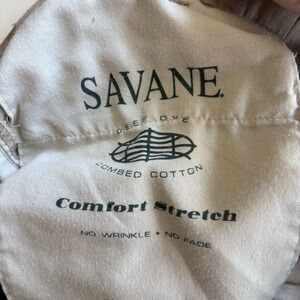 SAVANE.
DEEP DYE
COMBED COTTON
Comfort Stretch
NO WRINKLE • NO FADE